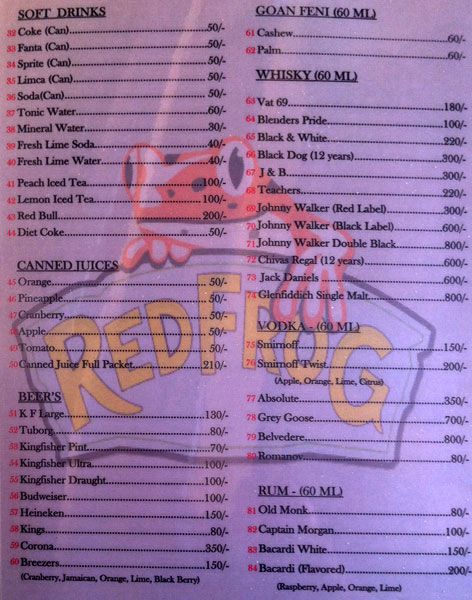 SOFT DRINKS
32 Coke (Can)....................50/-
33 Fanta (Can)....................50/-
34 Sprite (Can)....................50/-
35 Limca (Can)....................50/-
36 Soda(Can)....................50/-
37 Tonic Water....................60/-
38 Mineral Water....................30/-
39 Fresh Lime Soda....................40/-
40 Fresh Lime Water....................40/-
41 Peach Iced Tea....................100/-
42 Lemon Iced Tea....................100/-
43 Red Bull....................200/-
44 Diet Coke....................50/-
CANNED JUICES
45 Orange....................50/-
46 Pineapple....................50/-
47 Cranberry....................50/-
48 Apple....................50/-
49 Tomato....................50/-
50 Canned Juice Full Packet....................210/-
BEER'S
51 K F Large....................130/-
52 Tuborg....................80/-
53 Kingfisher Pint....................70/-
54 Kingfisher Ultra....................100/-
55 Kingfisher Draught....................100/-
56 Budweiser....................100/-
57 Heineken....................150/-
58 Kings....................80/-
59 Corona....................350/-
60 Breezers....................150/-
(Cranberry, Jamaican, Orange, Lime, Black Berry)
GOAN FENI (60 ML)
61 Cashew....................60/-
62 Palm....................60/-
WHISKY (60 ML)
63 Vat 69....................180/-
64 Blenders Pride....................100/-
65 Black & White....................220/-
66 Black Dog (12 years)....................300/-
67 J & B....................300/-
68 Teachers....................220/-
69 Johnny Walker (Red Label)....................300/-
70 Johnny Walker (Black Label)....................600/-
71 Johnny Walker Double Black....................800/-
72 Chivas Regal (12 years)....................600/-
73 Jack Daniels....................600/-
74 Glenfiddich Single Malt....................800/-
VODKA - (60 ML)
75 Smirnoff....................150/-
76 Smirnoff Twist....................200/-
(Apple, Orange, Lime, Citrus)
77 Absolute....................350/-
78 Grey Goose....................700/-
79 Belvedere....................800/-
80 Romanov....................80/-
RUM - (60 ML)
81 Old Monk....................80/-
82 Captain Morgan....................100/-
83 Bacardi White....................150/-
84 Bacardi (Flavored)....................200/-
(Raspberry, Apple, Orange, Lime)
RED FROG